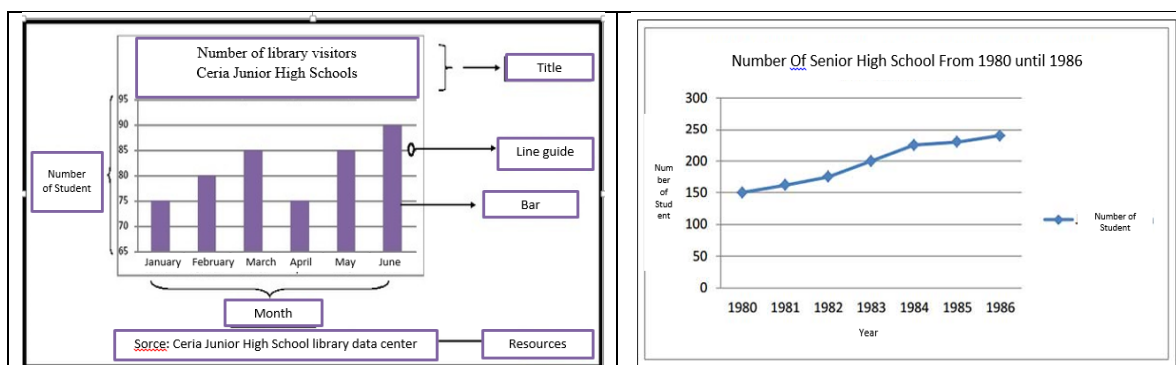 Number of library visitors
Ceria Junior High Schools
Title
95
90
85
80
75
70
65
Number
of Student
Line guide
Bar
January February March April May June
Month
Sorce: Ceria Junior High School library data center
Resources
Number Of Senior High School From 1980 until 1986
300
250
200
150
100
50
0
Num
ber
of
Stud
ent
Number of
Student
1980 1981 1982 1983 1984 1985 1986
Year